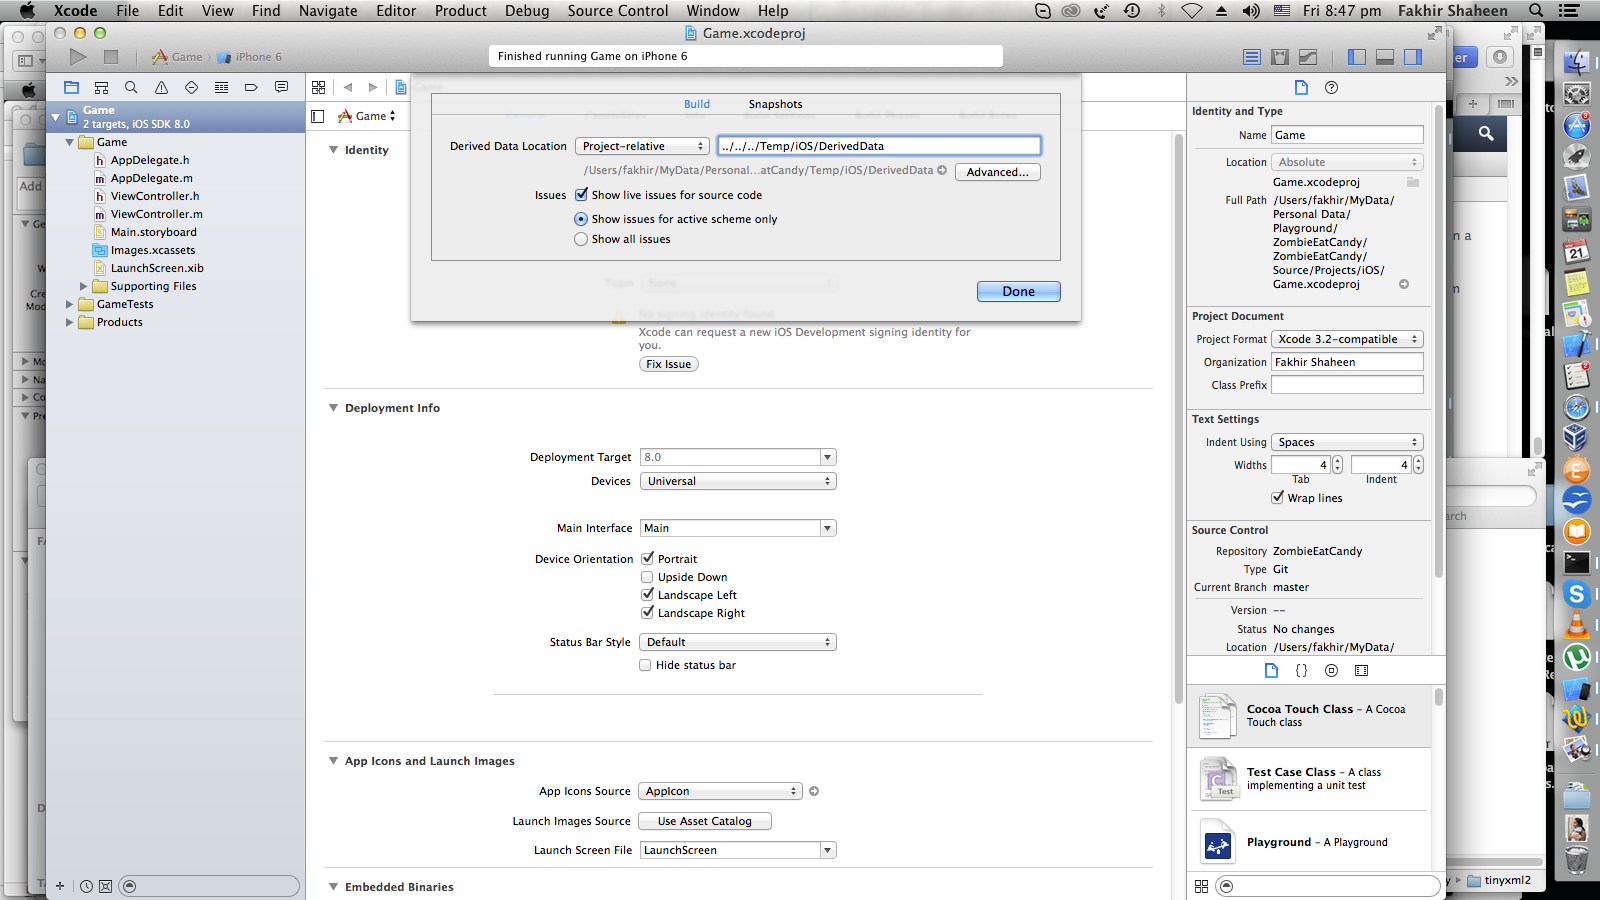 Xcode File Edit View Find Navigate Editor Product Debug Source Control Window Help Fri 8:47 pm Fakhir Shaheen
Game.xcodeproj
Game iPhone 6
Finished running Game on iPhone 6
Game
2 targets, iOS SDK 8.0
Game
AppDelegate.h
AppDelegate.m
ViewController.h
ViewController.m
Main.storyboard
Images.xcassets
LaunchScreen.xib
Supporting Files
GameTests
Products
Game
Build Snapshots
Derived Data Location Project-relative ../../../Temp/iOS/DerivedData
/Users/fakhir/MyData/Personal...atCandy/Temp/iOS/DerivedData Advanced...
Issues Show live issues for source code
Show issues for active scheme only
Show all issues
Done
Identity
Team None
No signing identity found
Xcode can request a new iOS Development signing identity for
you.
Fix Issue
Deployment Info
Deployment Target 8.0
Devices Universal
Main Interface Main
Device Orientation Portrait
Upside Down
Landscape Left
Landscape Right
Status Bar Style Default
Hide status bar
App Icons and Launch Images
App Icons Source AppIcon
Launch Images Source Use Asset Catalog
Launch Screen File LaunchScreen
Embedded Binaries
Identity and Type
Name Game
Location Absolute
Game.xcodeproj
Full Path /Users/fakhir/MyData/
Personal Data/
Playground/
ZombieEatCandy/
ZombieEatCandy/
Source/Projects/iOS/
Game.xcodeproj
Project Document
Project Format Xcode 3.2-compatible
Organization Fakhir Shaheen
Class Prefix
Text Settings
Indent Using Spaces
Widths 4 4
Tab Indent
Wrap lines
Source Control
Repository ZombieEatCandy
Type Git
Current Branch master
Version --
Status No changes
Location /Users/fakhir/MyData/
Cocoa Touch Class - A Cocoa
Touch class
Test Case Class - A class
implementing a unit test
Test
Playground - A Playground
tinyxml2
Add
21